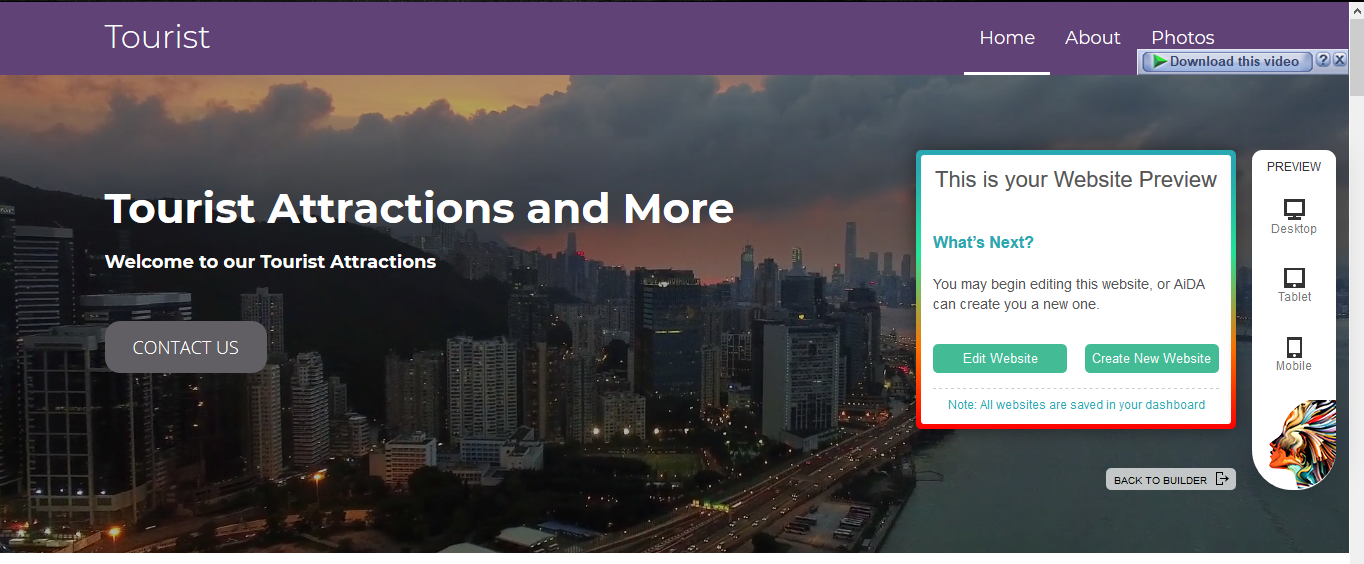 Tourist
Home About Photos
Download this video ? X
Tourist Attractions and More
Welcome to our Tourist Attractions
CONTACT US
This is your Website Preview
What's Next?
You may begin editing this website, or AiDA
can create you a new one.
Edit Website Create New Website
Note: All websites are saved in your dashboard
BACK TO BUILDER
PREVIEW
Desktop
Tablet
Mobile